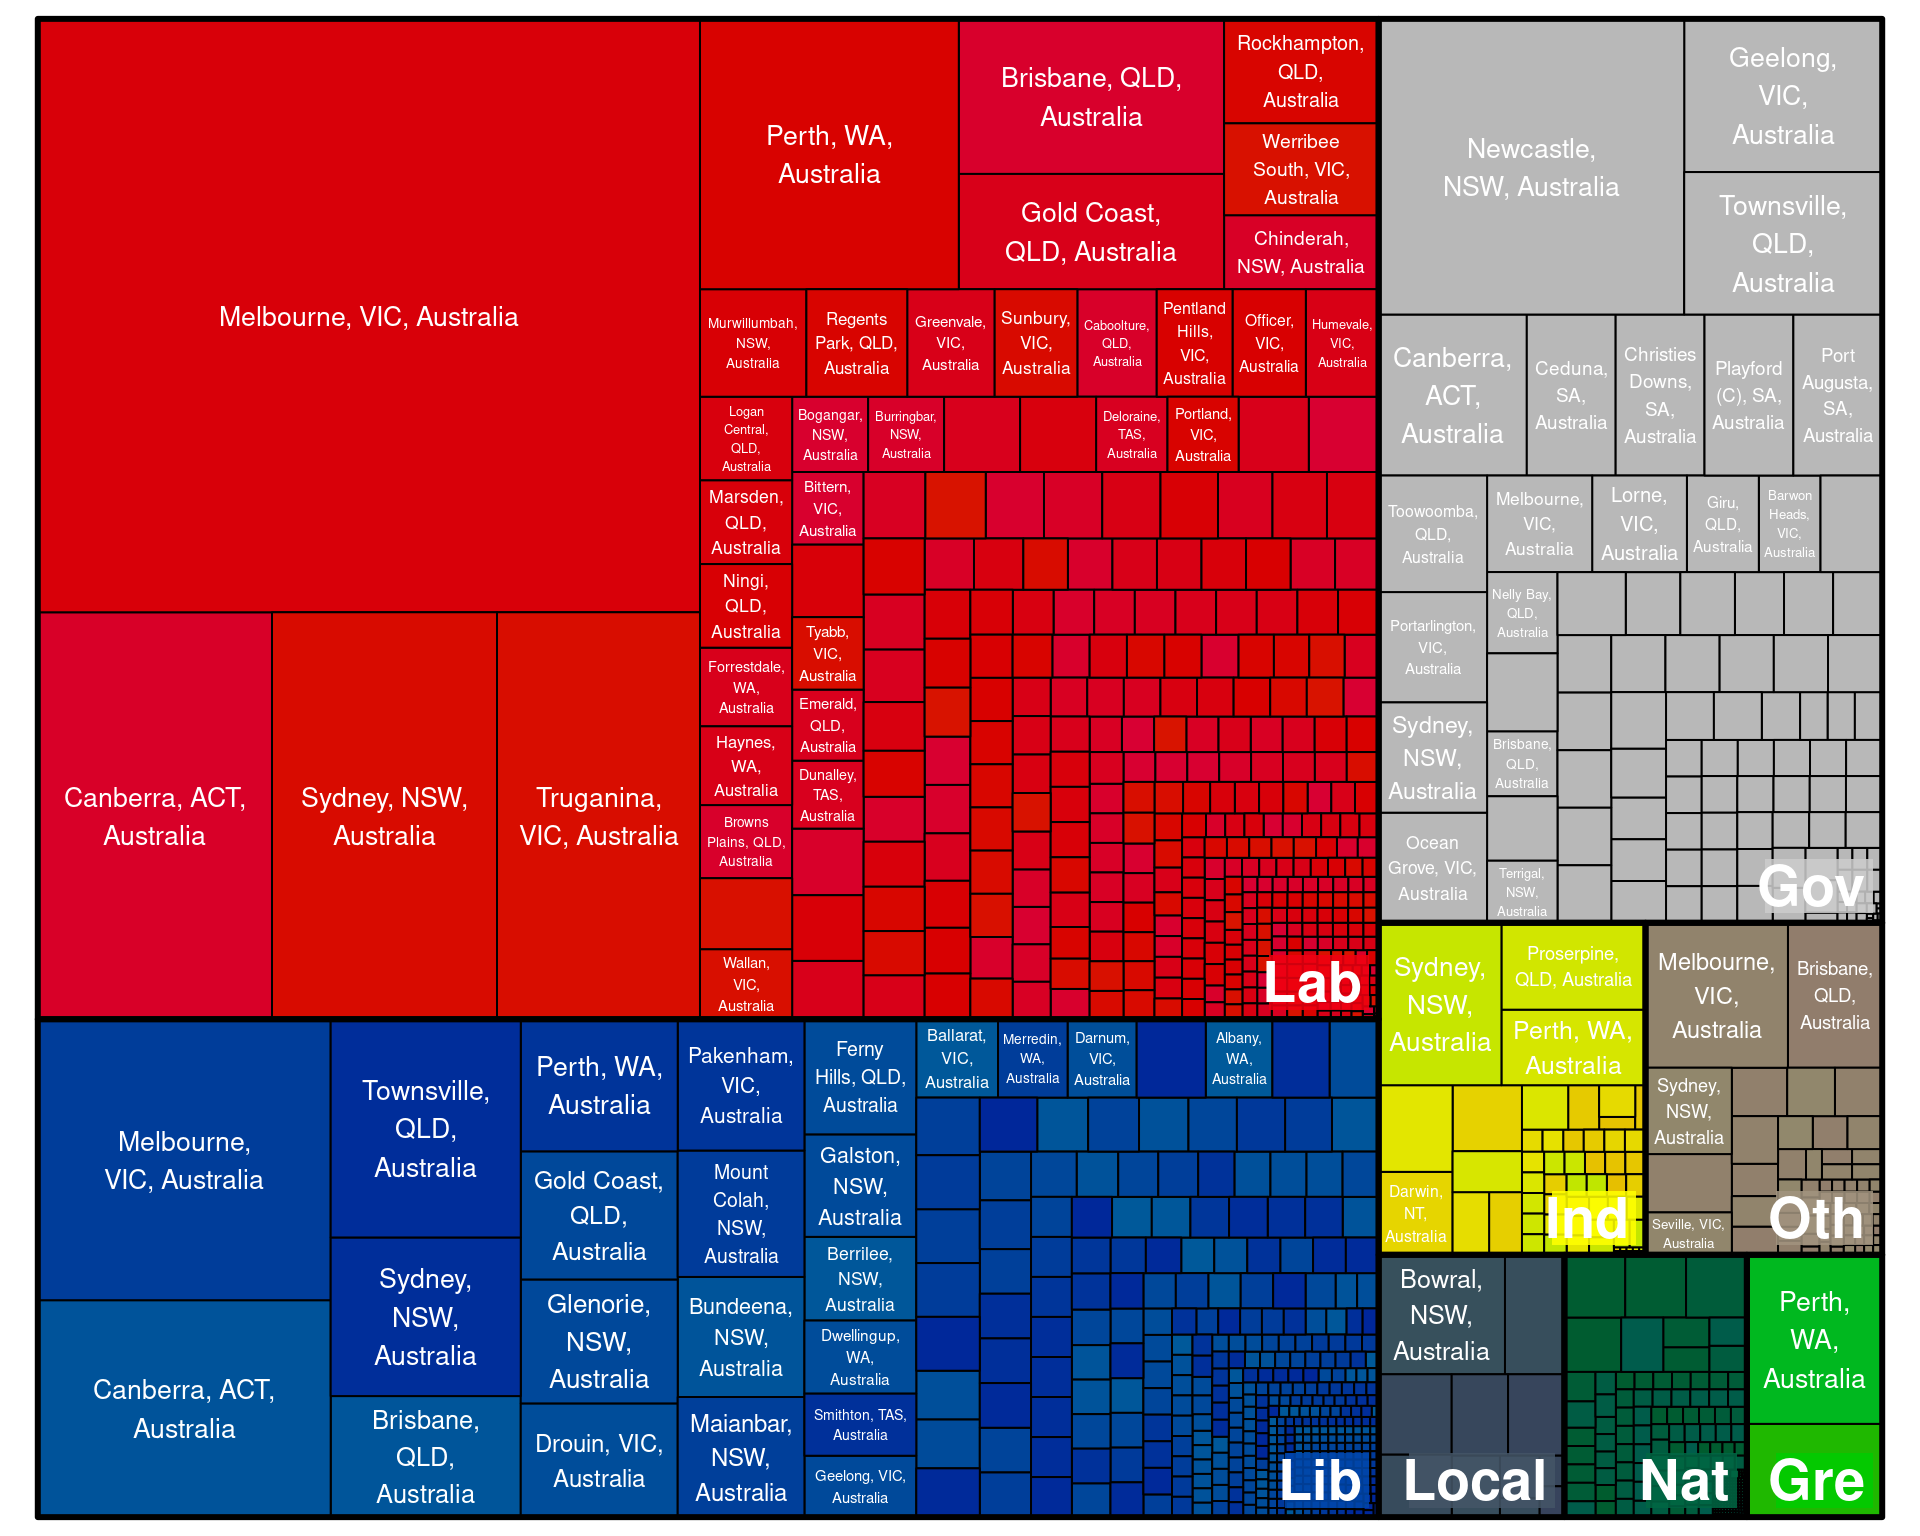 Melbourne, VIC, Australia
Canberra, ACT,
Australia
Sydney, NSW,
Australia
Truganina,
VIC, Australia
Perth, WA,
Australia
Brisbane, QLD,
Australia
Gold Coast,
QLD, Australia
Rockhampton,
QLD,
Australia
Werribee
South, VIC,
Australia
Chinderah,
NSW, Australia
Murwillumbah,
NSW,
Australia
Regents
Park, QLD,
Australia
Greenvale,
VIC,
Australia
Sunbury,
VIC,
Australia
Caboolture,
QLD,
Australia
Pentland
Hills,
VIC,
Australia
Officer,
VIC,
Australia
Humevale,
VIC,
Australia
Logan
Central,
QLD,
Australia
Marsden,
QLD,
Australia
Ningi,
QLD,
Australia
Forrestdale,
WA,
Australia
Haynes,
WA,
Australia
Browns
Plains, QLD,
Australia
Wallan,
VIC,
Australia
Bogangar,
NSW,
Australia
Burringbar,
NSW,
Australia
Deloraine,
TAS,
Australia
Portland,
VIC,
Australia
Bittern,
VIC,
Australia
Tyabb,
VIC,
Australia
Emerald,
QLD,
Australia
Dunalley,
TAS,
Australia
Lab
Newcastle,
NSW, Australia
Geelong,
VIC,
Australia
Townsville,
QLD,
Australia
Canberra,
ACT,
Australia
Ceduna,
SA,
Australia
Christies
Downs,
SA,
Australia
Playford
(C), SA,
Australia
Port
Augusta,
SA,
Australia
Toowoomba,
QLD,
Australia
Portarlington,
VIC,
Australia
Sydney,
NSW,
Australia
Ocean
Grove, VIC,
Australia
Melbourne,
VIC,
Australia
Lorne,
VIC,
Australia
Giru,
QLD,
Australia
Barwon
Heads,
VIC,
Australia
Nelly Bay,
QLD,
Australia
Brisbane,
QLD,
Australia
Terrigal,
NSW,
Australia
Gov
Melbourne,
VIC, Australia
Canberra, ACT,
Australia
Townsville,
QLD,
Australia
Sydney,
NSW,
Australia
Brisbane,
QLD,
Australia
Perth, WA,
Australia
Gold Coast,
QLD,
Australia
Glenorie,
NSW,
Australia
Drouin, VIC,
Australia
Pakenham,
VIC,
Australia
Mount
Colah,
NSW,
Australia
Bundeena,
NSW,
Australia
Maianbar,
NSW,
Australia
Ferny
Hills, QLD,
Australia
Galston,
NSW,
Australia
Berrilee,
NSW,
Australia
Dwellingup,
WA,
Australia
Smithton, TAS,
Australia
Geelong, VIC,
Australia
Ballarat,
VIC,
Australia
Merredin,
WA,
Australia
Darnum,
VIC,
Australia
Albany,
WA,
Australia
Lib
Sydney,
NSW,
Australia
Proserpine,
QLD, Australia
Perth, WA,
Australia
Darwin,
NT,
Australia
Ind
Melbourne,
VIC,
Australia
Brisbane,
QLD,
Australia
Sydney,
NSW,
Australia
Seville, VIC,
Australia
Oth
Bowral,
NSW,
Australia
Local
Nat
Perth,
WA,
Australia
Gre